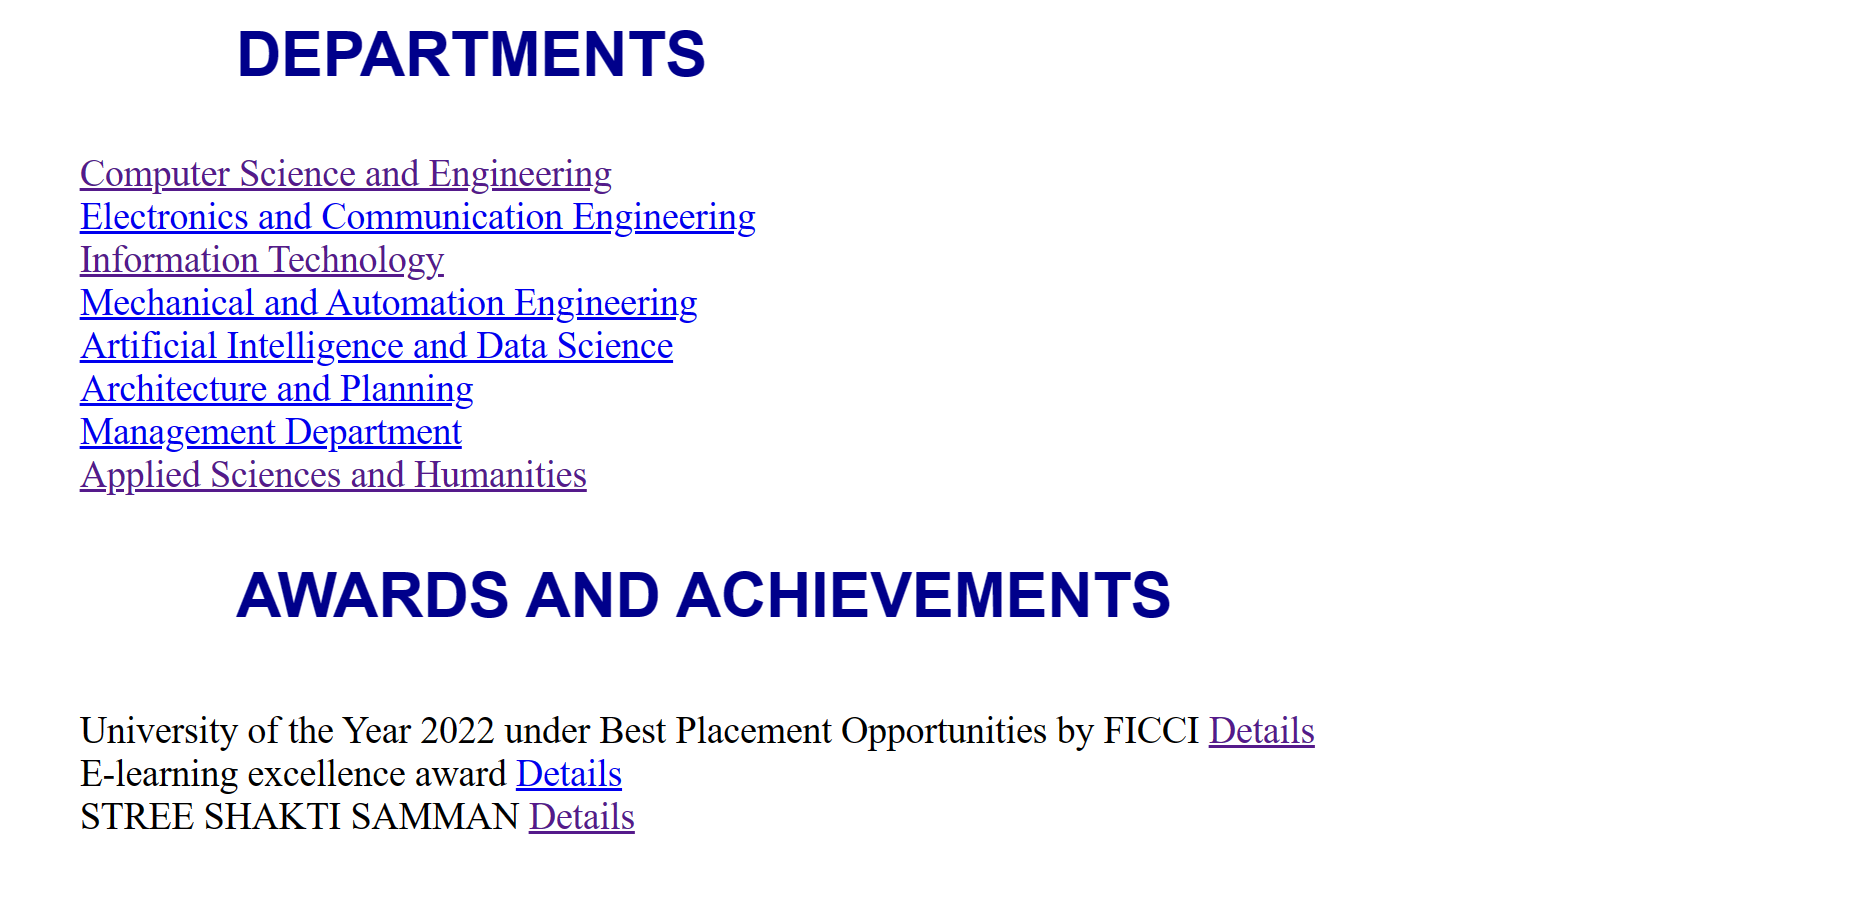 DEPARTMENTS
Computer Science and Engineering
Electronics and Communication Engineering
Information Technology
Mechanical and Automation Engineering
Artificial Intelligence and Data Science
Architecture and Planning
Management Department
Applied Sciences and Humanities
AWARDS AND ACHIEVEMENTS
University of the Year 2022 under Best Placement Opportunities by FICCI Details
E-learning excellence award Details
STREE SHAKTI SAMMAN Details